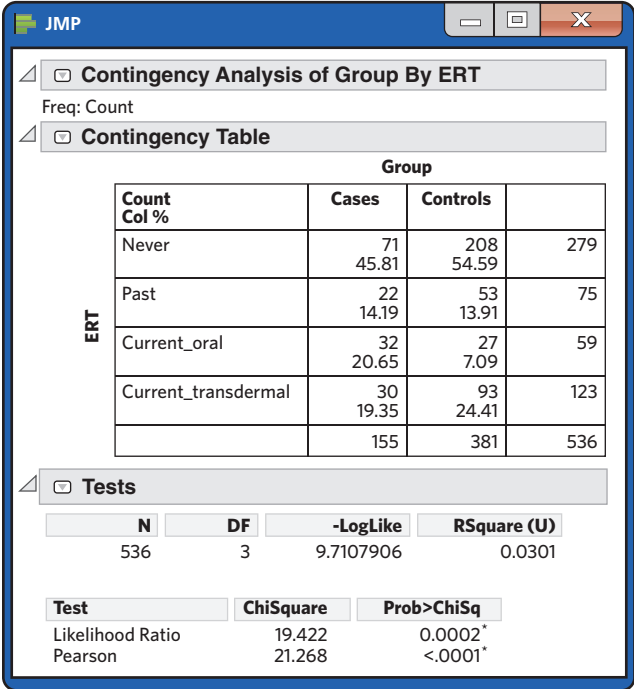 JMP
Contingency Analysis of Group By ERT
Freq: Count
Contingency Table
Group
ERT
Count Cases Controls
Col %
Never 71 208 279
45.81 54.59
Past 22 53 75
14.19 13.91
Current_oral 32 27 59
20.65 7.09
Current_transdermal 30 93 123
19.35 24.41
155 381 536
Tests
N DF -LogLike RSquare (U)
536 3 9.7107906 0.0301
Test ChiSquare Prob>ChiSq
Likelihood Ratio 19.422 0.0002*
Pearson 21.268 <.0001*